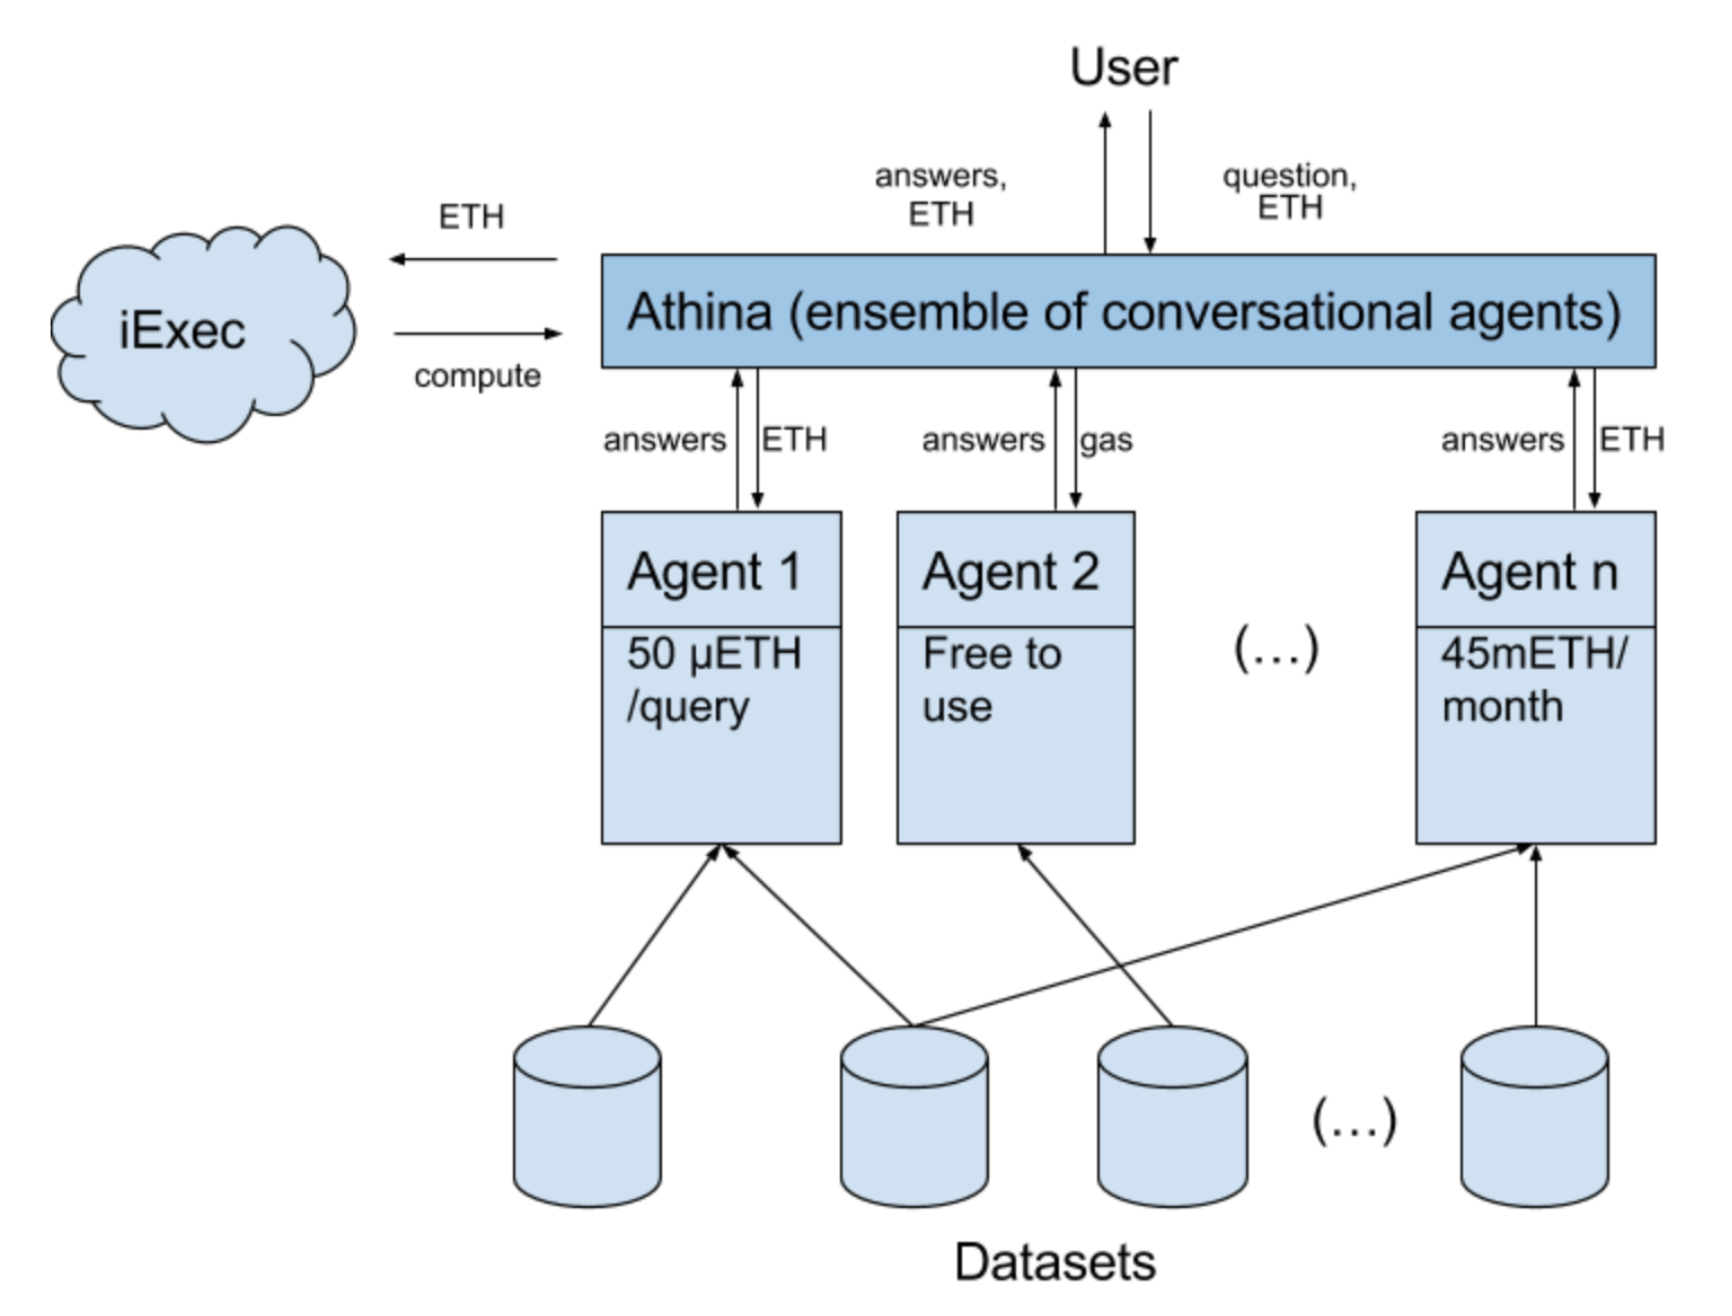 User
answers,
ETH
question,
ETH
ETH
iExec
compute
Athina (ensemble of conversational agents)
answers
ETH
answers
gas
answers
ETH
Agent 1
50 µETH
/query
Agent 2
Free to
use
(...)
Agent n
45mETH/
month
(...)
Datasets